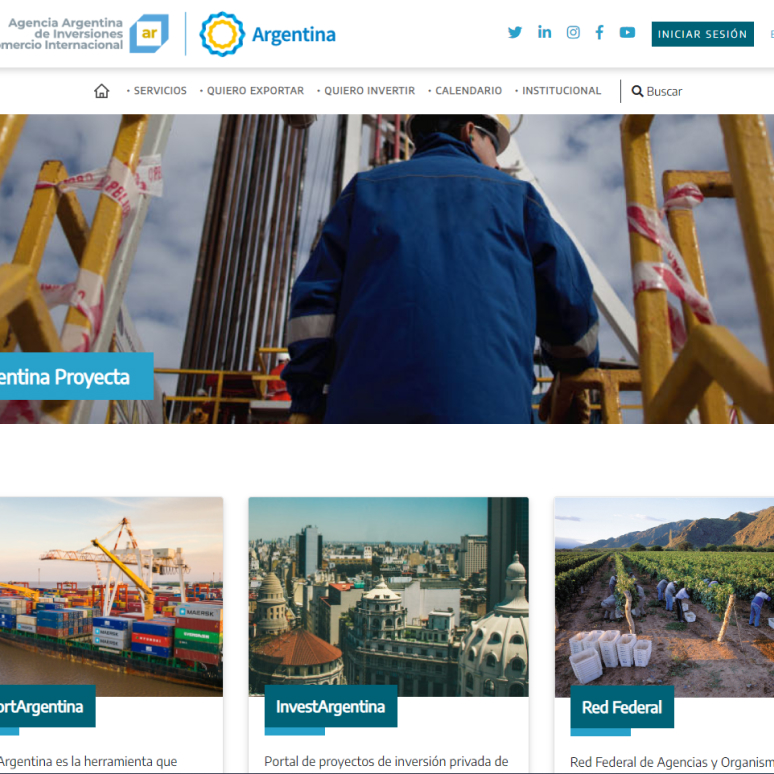 Agencia Argentina
de Inversiones
omercio Internacional
ar
Argentina
INICIAR SESIÓN
• SERVICIOS • QUIERO EXPORTAR • QUIERO INVERTIR • CALENDARIO • INSTITUCIONAL Buscar
entina Proyecta
MAERSK
MAERSK
ortArgentina
InvestArgentina
Red Federal
Argentina es la herramienta que
Portal de proyectos de inversión privada de
Red Federal de Agencias y Organism